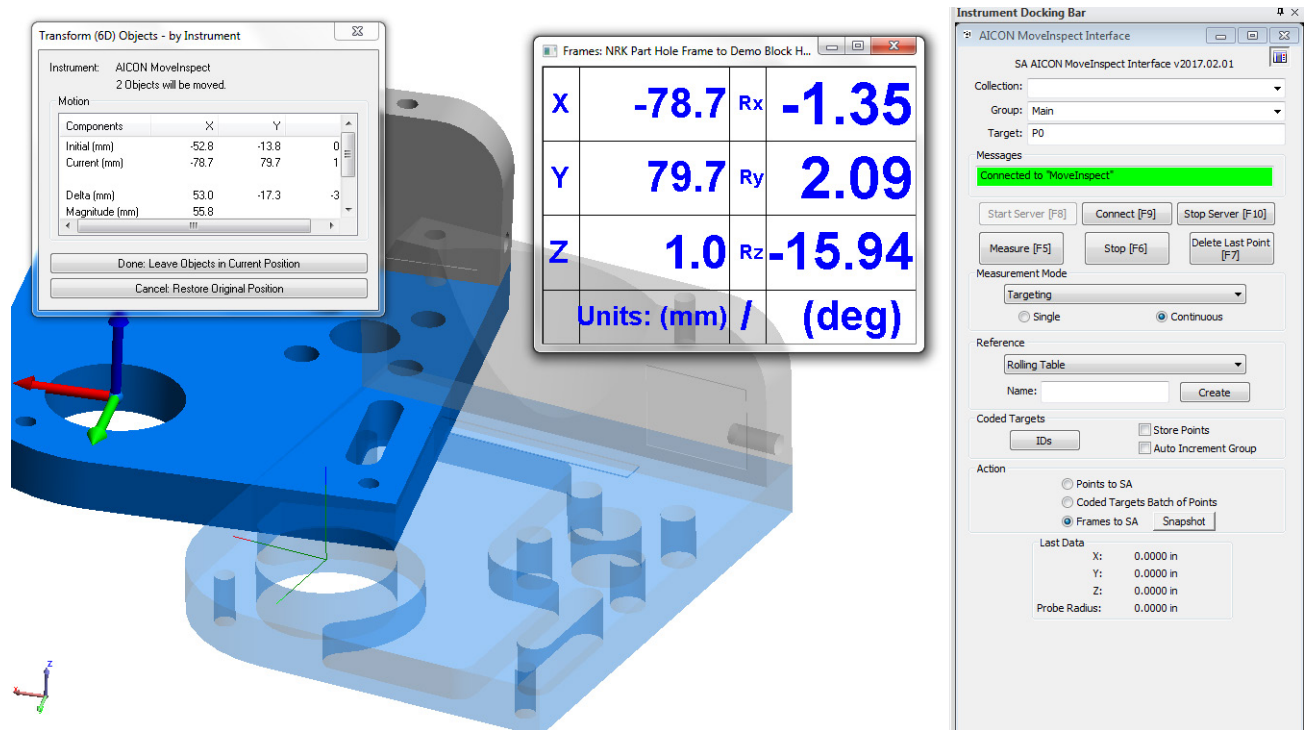 Transform (6D) Objects - by Instrument
Instrument: AICON MoveInspect
2 Objects will be moved.
Motion
Components X Y
Initial (mm) -52.8 -13.8 0
Current (mm) -78.7 79.7 1
Delta (mm) 53.0 -17.3 -3
Magnitude (mm) 55.8
Done: Leave Objects in Current Position
Cancel: Restore Original Position
Frames: NRK Part Hole Frame to Demo Block H...
X -78.7 Rx -1.35
Y 79.7 Ry 2.09
Z 1.0 Rz -15.94
Units: (mm) / (deg)
z
x
Instrument Docking Bar
AICON MoveInspect Interface
SA AICON MoveInspect Interface v2017.02.01
Collection:
Group: Main
Target: P0
Messages
Connected to "MoveInspect"
Start Server [F8] Connect [F9] Stop Server [F10]
Measure [F5] Stop [F6] Delete Last Point
[F7]
Measurement Mode
Targeting
Single Continuous
Reference
Rolling Table
Name: Create
Coded Targets
IDs Store Points
Auto Increment Group
Action
Points to SA
Coded Targets Batch of Points
Frames to SA Snapshot
Last Data
X: 0.0000 in
Y: 0.0000 in
Z: 0.0000 in
Probe Radius: 0.0000 in